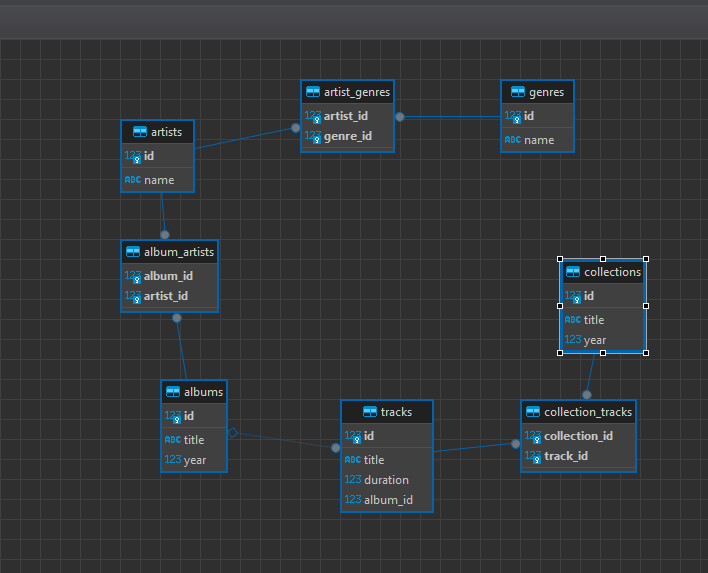 artist_genres
123 artist_id
123 genre_id
genres
123 id
ABC name
artists
123 id
ABC name
album_artists
123 album_id
123 artist_id
collections
123 id
ABC title
123 year
albums
123 id
ABC title
123 year
tracks
123 id
ABC title
123 duration
123 album_id
collection_tracks
123 collection_id
123 track_id